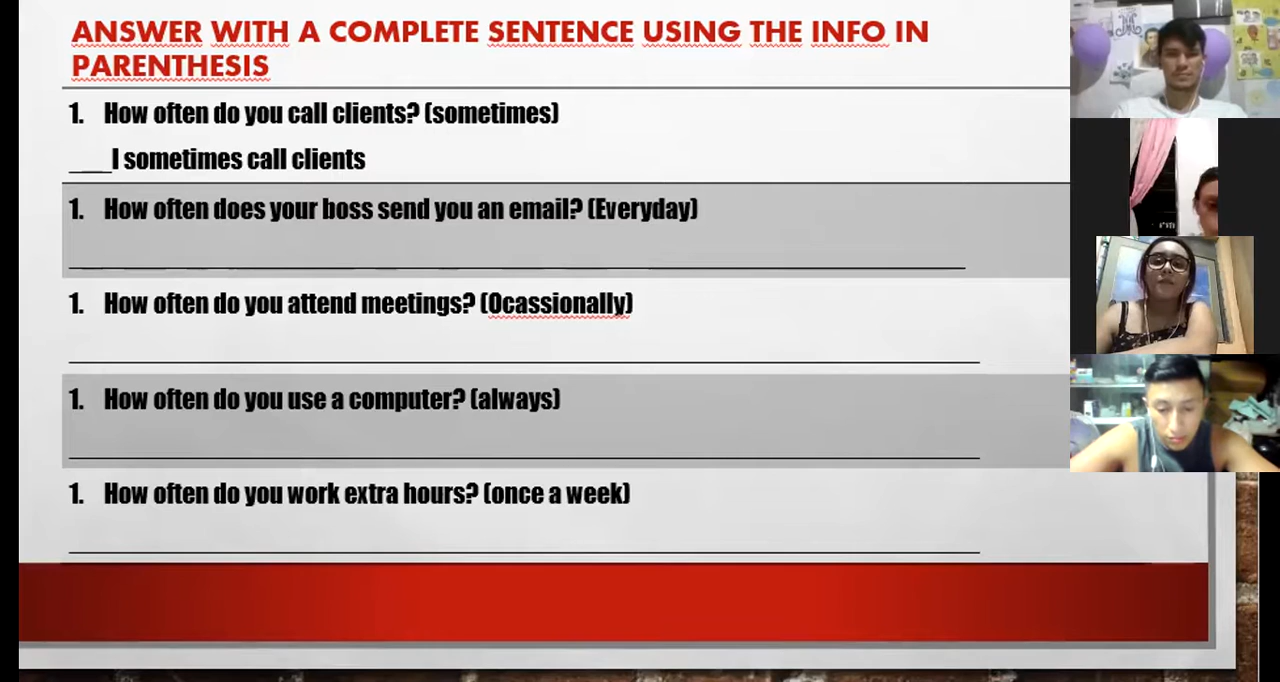 ANSWER WITH A COMPLETE SENTENCE USING THE INFO IN
PARENTHESIS
1. How often do you call clients? (sometimes)
___I sometimes call clients
1. How often does your boss send you an email? (Everyday)
1. How often do you attend meetings? (Ocassionally)
1. How often do you use a computer? (always)
1. How often do you work extra hours? (once a week)